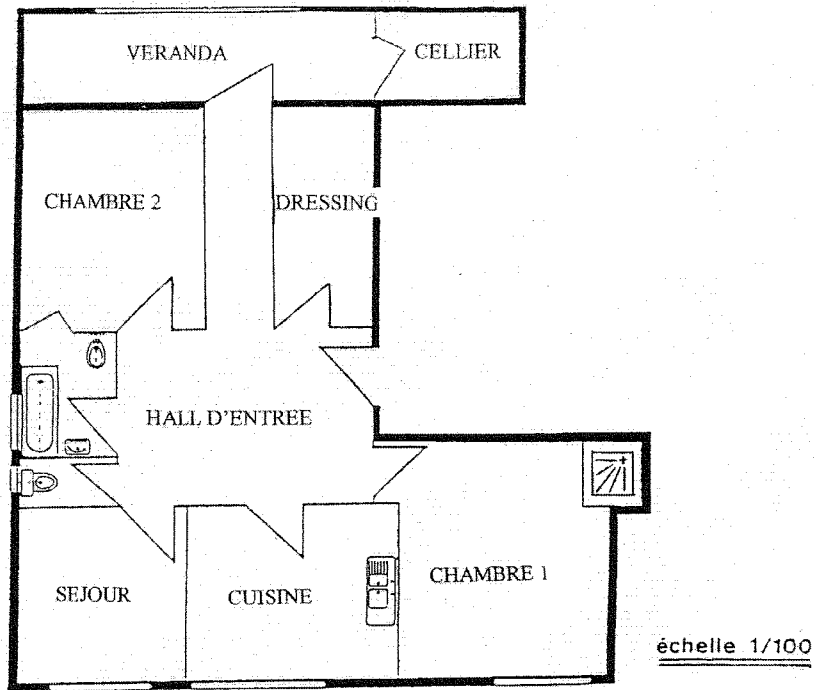 VERANDA
CELLIER
CHAMBRE 2
DRESSING
HALL D'ENTREE
SEJOUR
CUISINE
CHAMBRE 1
échelle 1/100